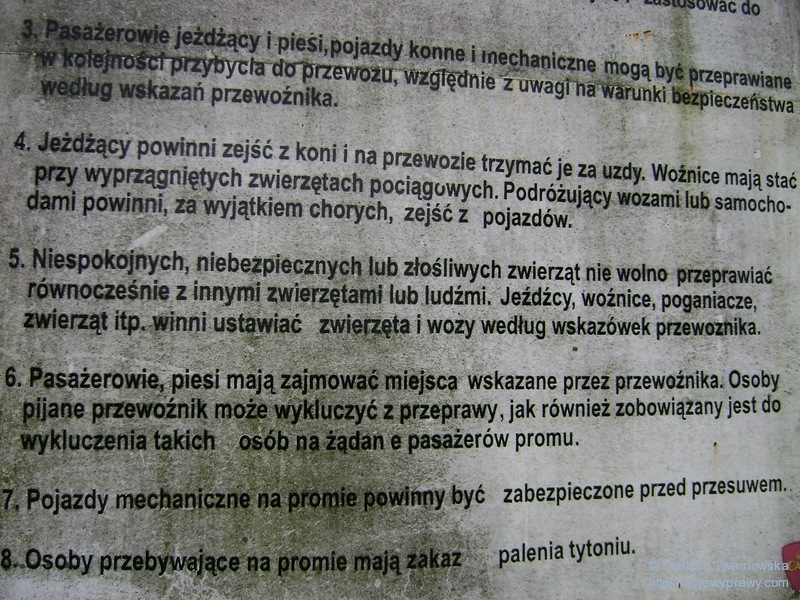 zastosować do
3. Pasażerowie jeżdżący i piesi, pojazdy konne i mechaniczne mogą być przeprawiane
w kolejności przybycia do przewozu, względnie z uwagi na warunki bezpieczeństwa
według wskazań przewoźnika.
4. Jeżdżący powinni zejść z koni i na przewozie trzymać je za uzdy. Woźnice mają stać
przy wyprzągniętych zwierzętach pociągowych. Podróżujący wozami lub samocho-
dami powinni, za wyjątkiem chorych, zejść z pojazdów.
5. Niespokojnych, niebezpiecznych lub złośliwych zwierząt nie wolno przeprawiać
równocześnie z innymi zwierzętami lub ludźmi. Jeźdźcy, woźnice, poganiacze,
zwierząt itp. winni ustawiać zwierzęta i wozy według wskazówek przewoznika.
6. Pasażerowie, piesi mają zajmować miejsca wskazane przez przewoźnika. Osoby
pijane przewoźnik może wykluczyć z przeprawy, jak również zobowiązany jest do
wykluczenia takich osób na żądan e pasażerów promu.
7. Pojazdy mechaniczne na promie powinny być zabezpieczone przed przesuwem.
8. Osoby przebywające na promie mają zakaz palenia tytoniu.
Twardowska